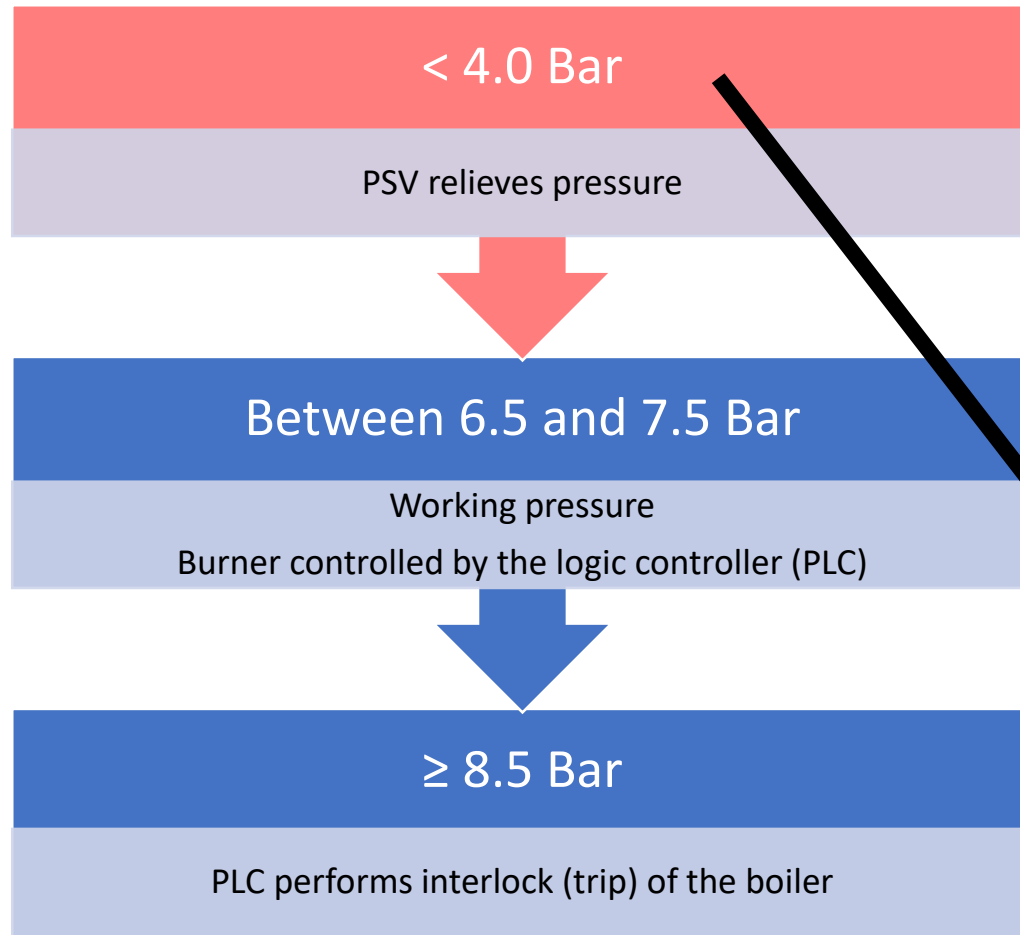 < 4.0 Bar
PSV relieves pressure
Between 6.5 and 7.5 Bar
Working pressure
Burner controlled by the logic controller (PLC)
≥ 8.5 Bar
PLC performs interlock (trip) of the boiler